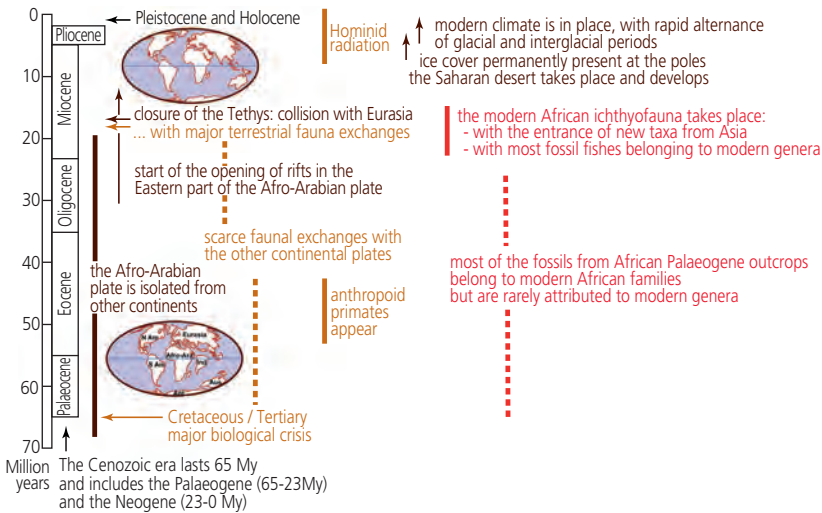 0
Pliocene
Pleistocene and Holocene
Hominid
radiation
modern climate is in place, with rapid alternance
of glacial and interglacial periods
ice cover permanently present at the poles
the Saharan desert takes place and develops
10
Miocene
closure of the Tethys: collision with Eurasia
... with major terrestrial fauna exchanges
the modern African ichthyofauna takes place:
- with the entrance of new taxa from Asia
- with most fossil fishes belonging to modern genera
20
start of the opening of rifts in the
Eastern part of the Afro-Arabian plate
30
Oligocene
scarce faunal exchanges with
the other continental plates
40
the Afro-Arabian
plate is isolated from
other continents
most of the fossils from African Palaeogene outcrops
belong to modern African families
but are rarely attributed to modern genera
Eocene
anthropoid
primates
appear
50
N Am
Eurasia
Afro-Ara
S Am
Ind
Aus
Ant
60
Palaeocene
Cretaceous / Tertiary
major biological crisis
70
Million
years
The Cenozoic era lasts 65 My
and includes the Palaeogene (65-23My)
and the Neogene (23-0 My)